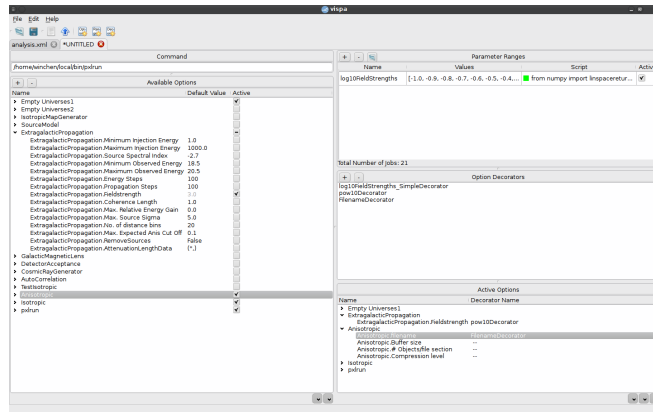 vispa
File Edit Help
analysis.xml *UNTITLED
Command
/home/winchen/local/bin/pxlrun
+ - Available Options
Name Default Value Active
Empty Universes1
Empty Universes2
IsotropicMapGenerator
SourceModel
ExtragalacticPropagation
ExtragalacticPropagation.Minimum Injection Energy 1.0
ExtragalacticPropagation.Maximum Injection Energy 1000.0
ExtragalacticPropagation.Source Spectral Index -2.7
ExtragalacticPropagation.Minimum Observed Energy 18.5
ExtragalacticPropagation.Maximum Observed Energy 20.5
ExtragalacticPropagation.Energy Steps 100
ExtragalacticPropagation.Propagation Steps 100
ExtragalacticPropagation.Fieldstrength 3.0
ExtragalacticPropagation.Coherence Length 1.0
ExtragalacticPropagation.Max. Relative Energy Gain 0.0
ExtragalacticPropagation.Max. Source Sigma 5.0
ExtragalacticPropagation.No. of distance bins 20
ExtragalacticPropagation.Max. Expected Anis Cut Off 0.1
ExtragalacticPropagation.RemoveSources False
ExtragalacticPropagation.AttenuationLengthData
GalacticMagneticLens
DetectorAcceptance
CosmicRayGenerator
AutoCorrelation
TestIsotropic
Anisotropic
Isotropic
pxlrun
+ - Parameter Ranges
Name Values Script Activ
log10FieldStrengths [-1.0, -0.9, -0.8, -0.7, -0.6, -0.5, -0.4,... from numpy import linspaceretur...
Total Number of Jobs: 21
+ - Option Decorators
log10FieldStrengths_SimpleDecorator
pow10Decorator
FilenameDecorator
Active Options
Name Decorator Name
Empty Universes1
ExtragalacticPropagation
ExtragalacticPropagation.Fieldstrength pow10Decorator
Anisotropic
Anisotropic.filename FilenameDecorator
Anisotropic.Buffer size --
Anisotropic.# Objects/file section --
Anisotropic.Compression level --
Isotropic
pxlrun